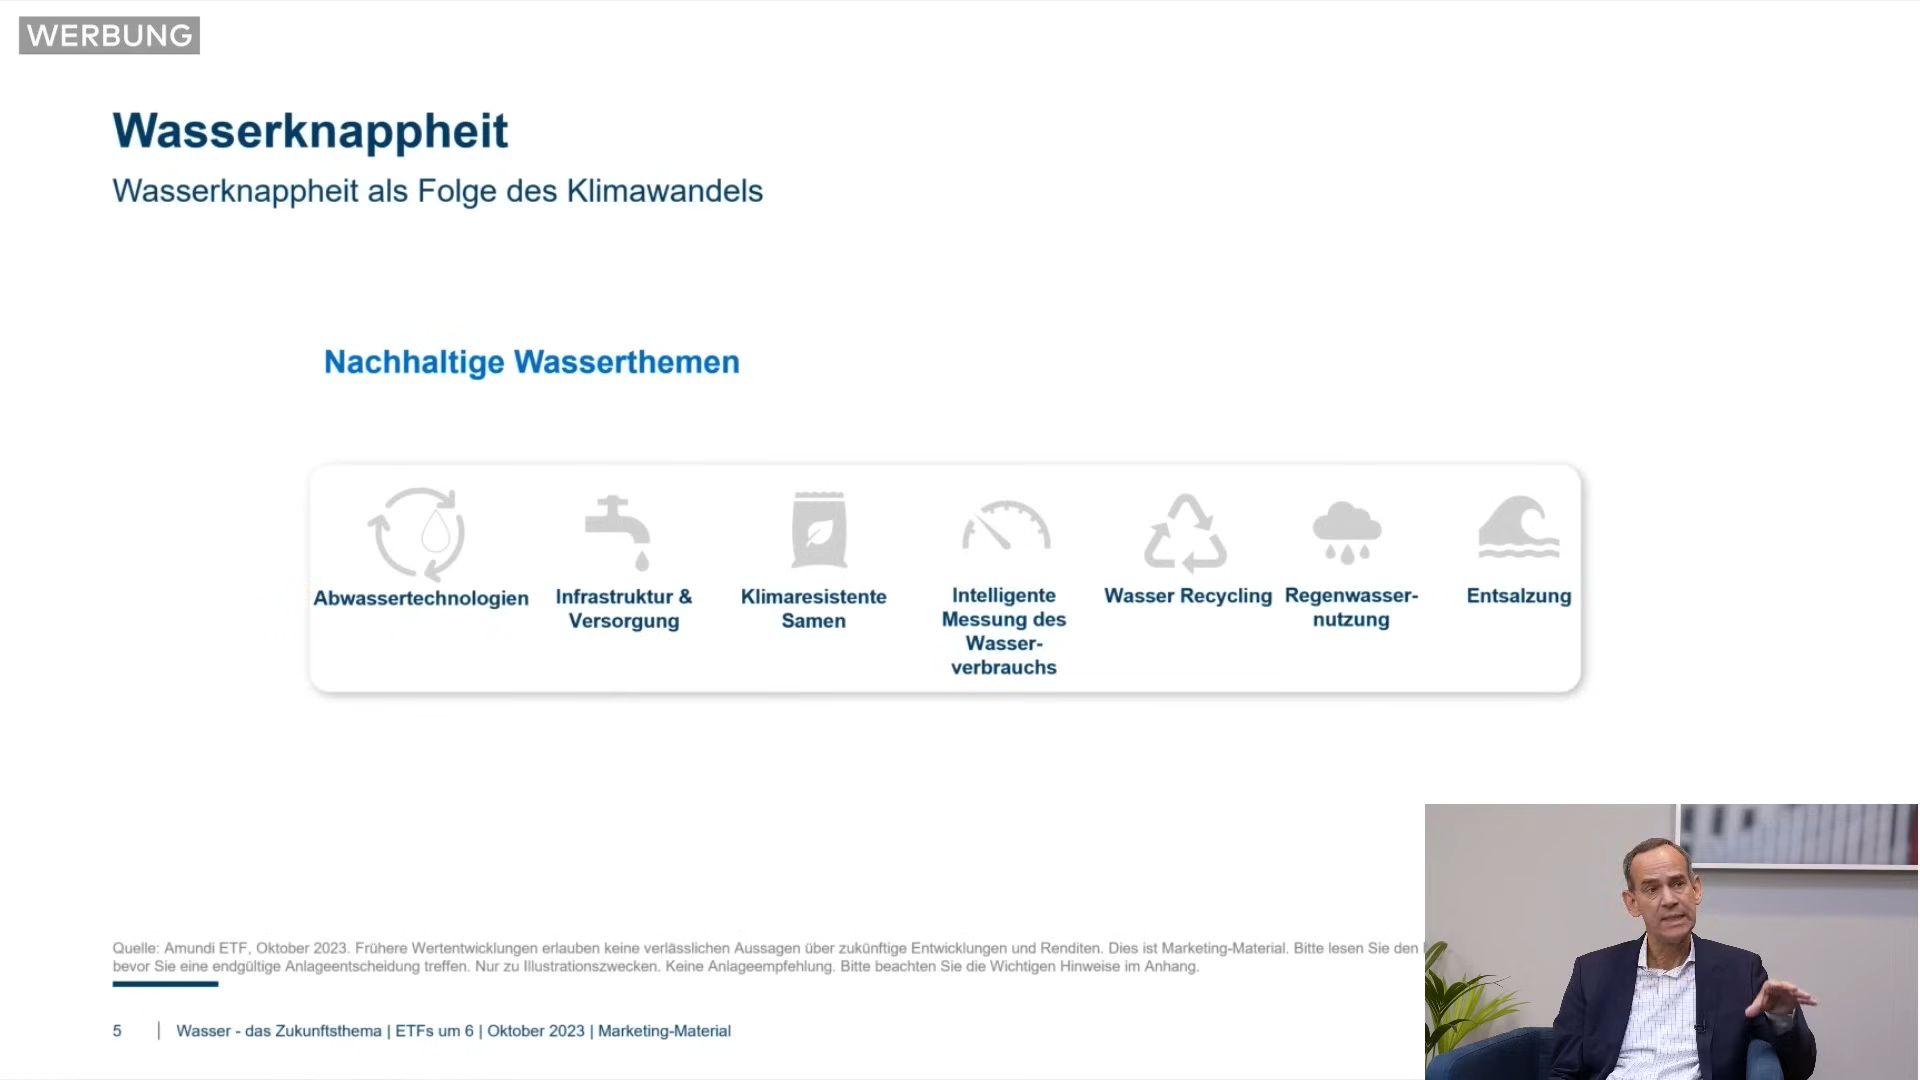 WERBUNG
Wasserknappheit
Wasserknappheit als Folge des Klimawandels
Nachhaltige Wasserthemen
Abwassertechnologien
Infrastruktur &
Versorgung
Klimaresistente
Samen
Intelligente
Messung des
Wasser-
verbrauchs
Wasser Recycling
Regenwasser-
nutzung
Entsalzung
Quelle: Amundi ETF, Oktober 2023. Frühere Wertentwicklungen erlauben keine verlässlichen Aussagen über zukünftige Entwicklungen und Renditen. Dies ist Marketing-Material. Bitte lesen Sie den
bevor Sie eine endgültige Anlageentscheidung treffen. Nur zu Illustrationszwecken. Keine Anlageempfehlung. Bitte beachten Sie die Wichtigen Hinweise im Anhang.
5 | Wasser - das Zukunftsthema | ETFs um 6 | Oktober 2023 | Marketing-Material